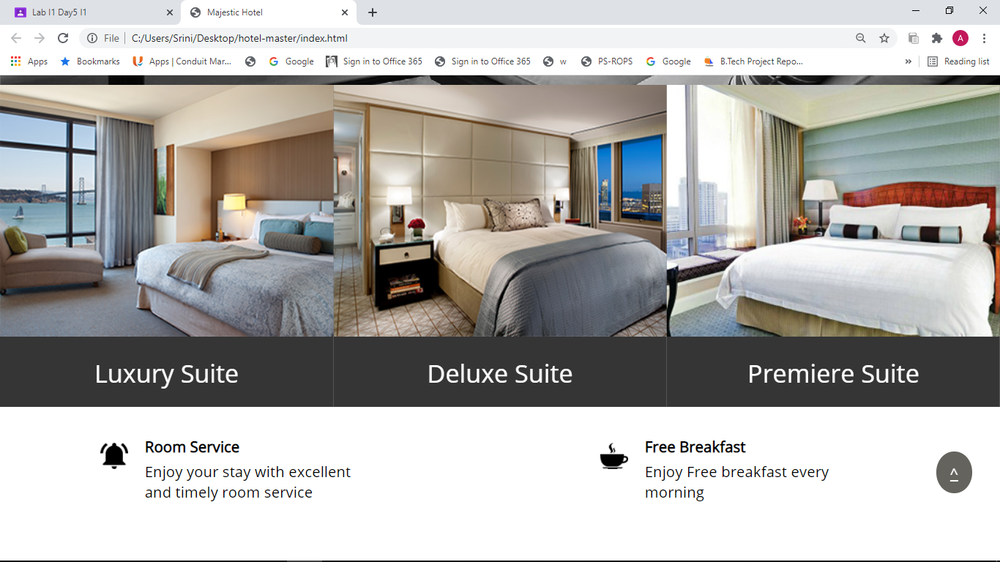 Lab I1 Day5 I1
Majestic Hotel
File
C:/Users/Srini/Desktop/hotel-master/index.html
A
Apps
Bookmarks
Apps | Conduit Mar...
Google
Sign in to Office 365
Sign in to Office 365
w
PS-ROPS
Google
B.Tech Project Repo...
»
Reading list
Luxury Suite
Deluxe Suite
Premiere Suite
Room Service
Enjoy your stay with excellent
and timely room service
Free Breakfast
Enjoy Free breakfast every
morning
^